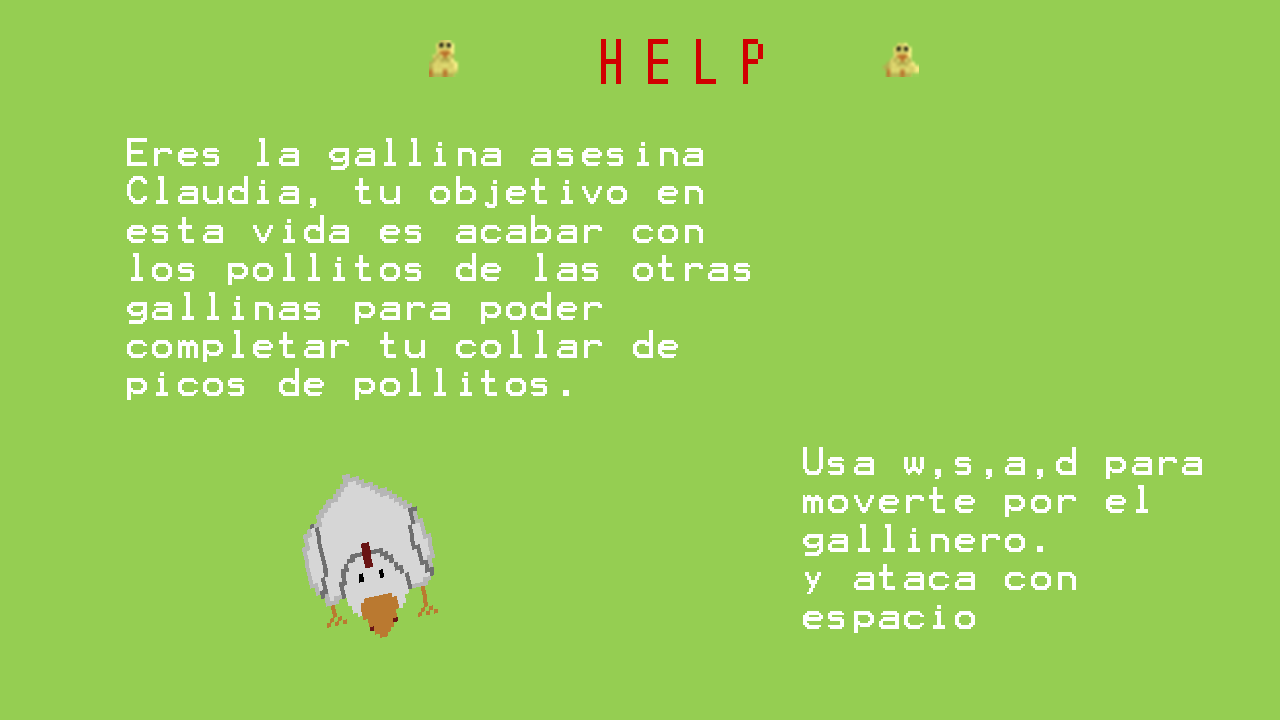 HELP
Eres la gallina asesina
Claudia, tu objetivo en
esta vida es acabar con
los pollitos de las otras
gallinas para poder
completar tu collar de
picos de pollitos.
Usa w,s,a,d para
moverte por el
gallinero.
y ataca con
espacio